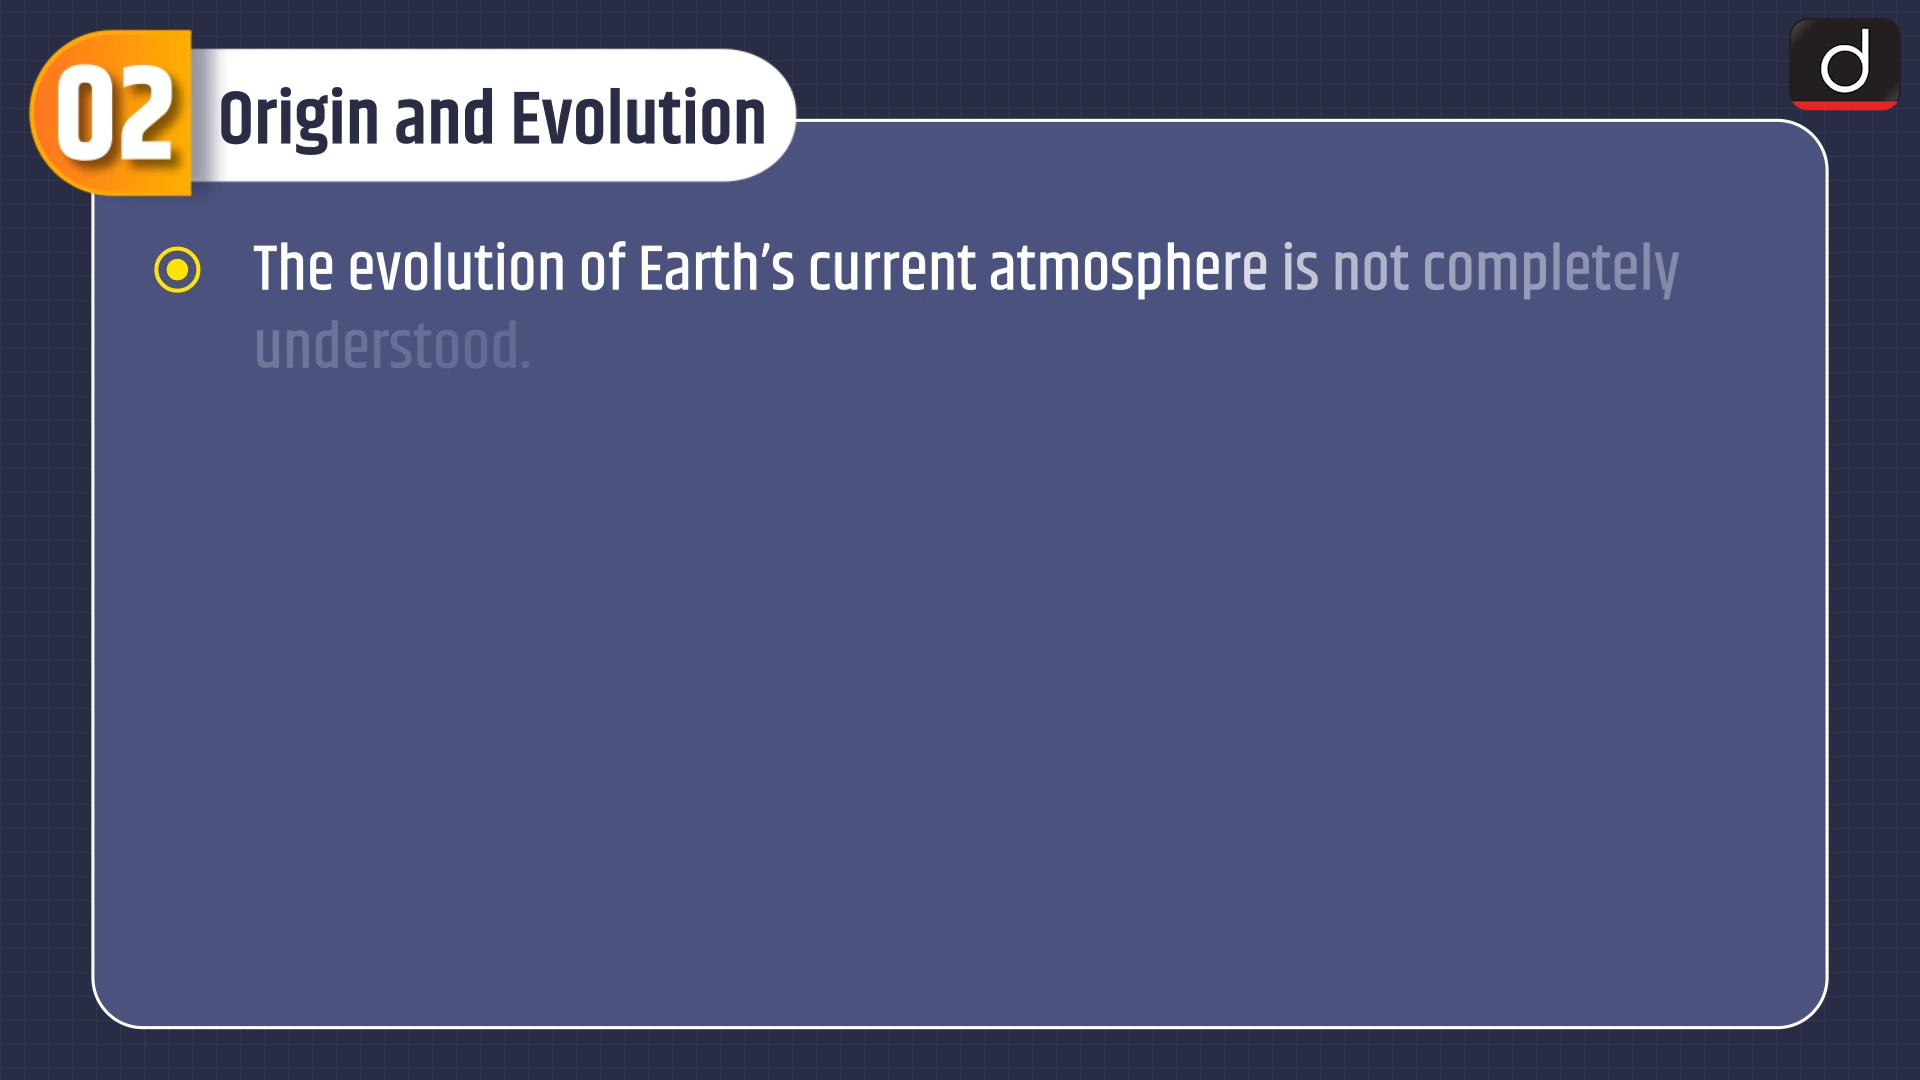 02
Origin and Evolution
d
The evolution of Earth’s current atmosphere is not completely
understood.